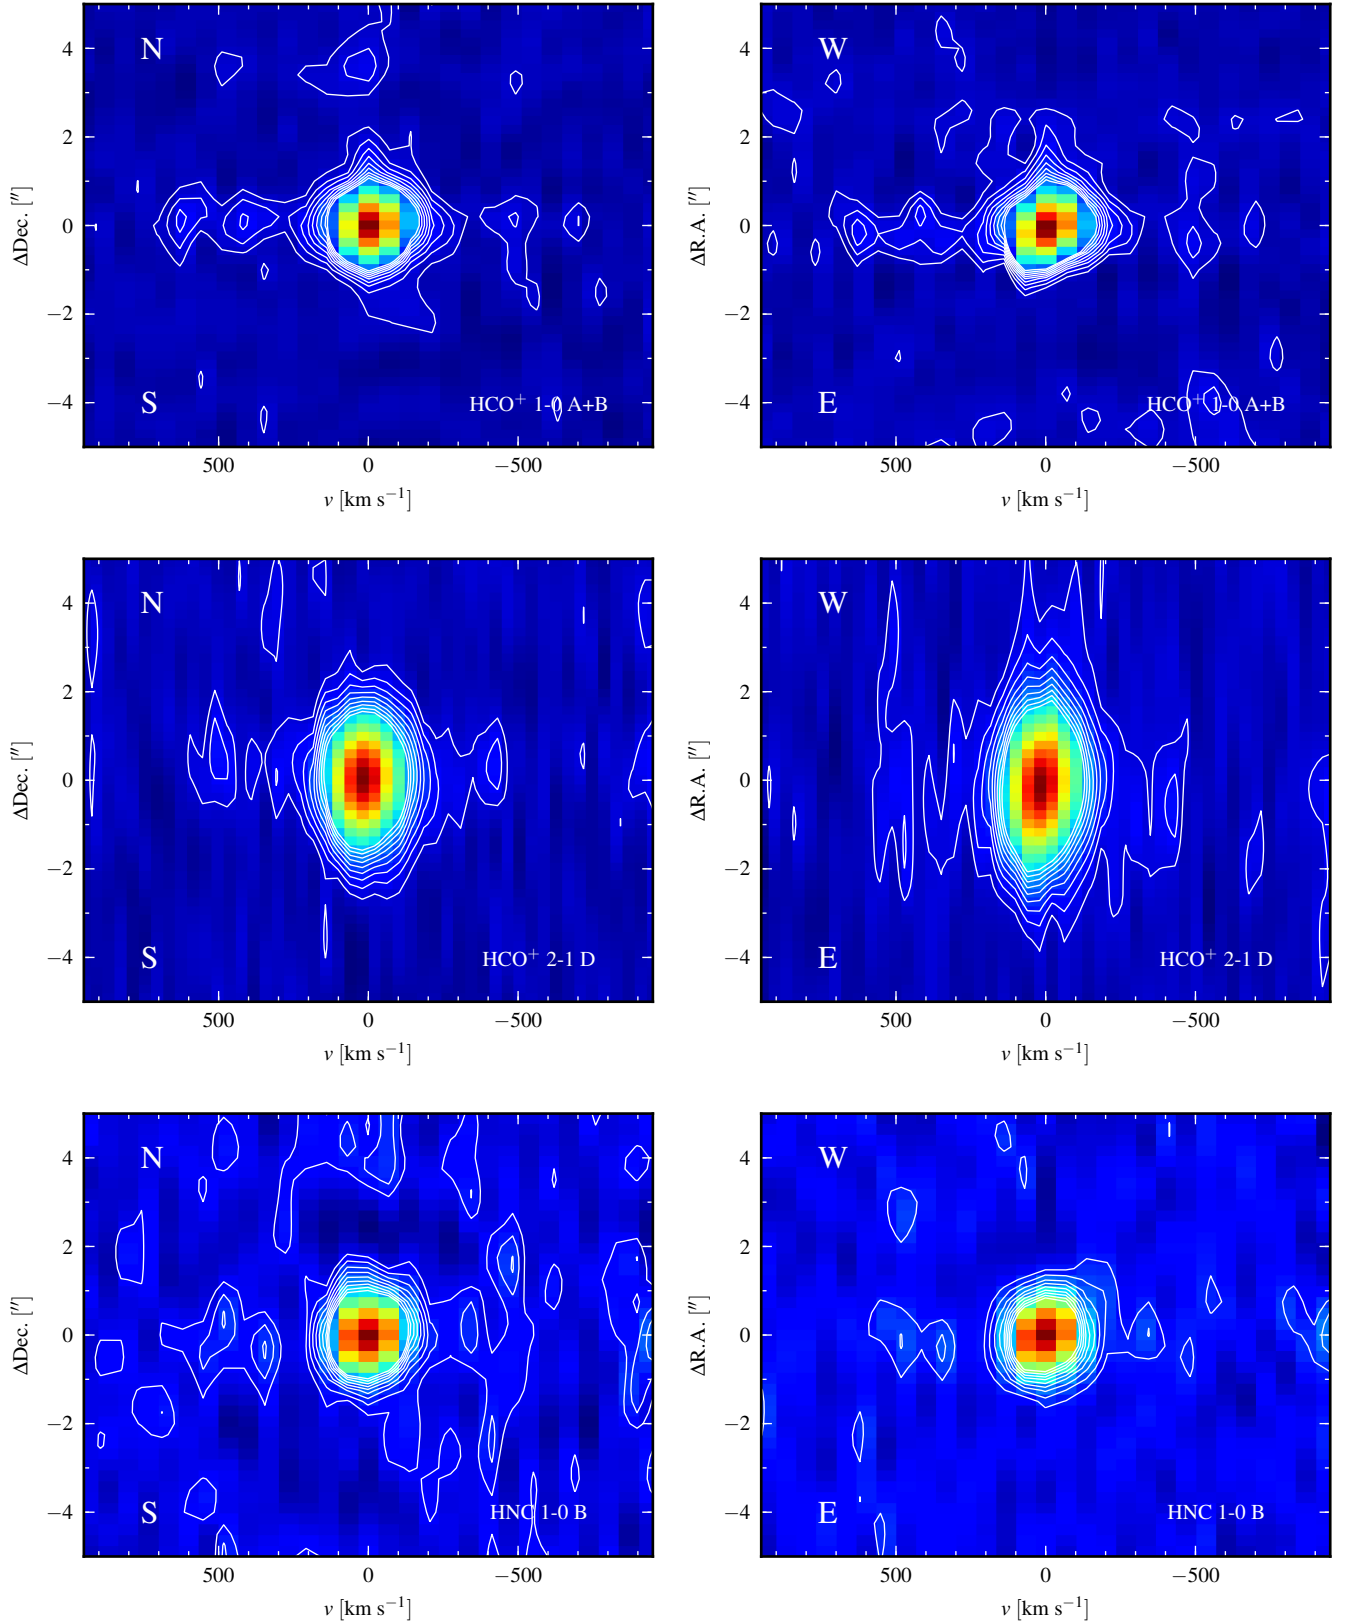 N
W
ΔDec. [″]
4
2
0
−2
−4
ΔR.A. [″]
4
2
0
−2
−4
S
HCO⁺ 1-0 A+B
E
HCO⁺ 1-0 A+B
500 0 −500
500 0 −500
v [km s⁻¹]
v [km s⁻¹]
N
W
ΔDec. [″]
4
2
0
−2
−4
ΔR.A. [″]
4
2
0
−2
−4
S
HCO⁺ 2-1 D
E
HCO⁺ 2-1 D
500 0 −500
500 0 −500
v [km s⁻¹]
v [km s⁻¹]
N
W
ΔDec. [″]
4
2
0
−2
−4
ΔR.A. [″]
4
2
0
−2
−4
S
HNC 1-0 B
E
HNC 1-0 B
500 0 −500
500 0 −500
v [km s⁻¹]
v [km s⁻¹]